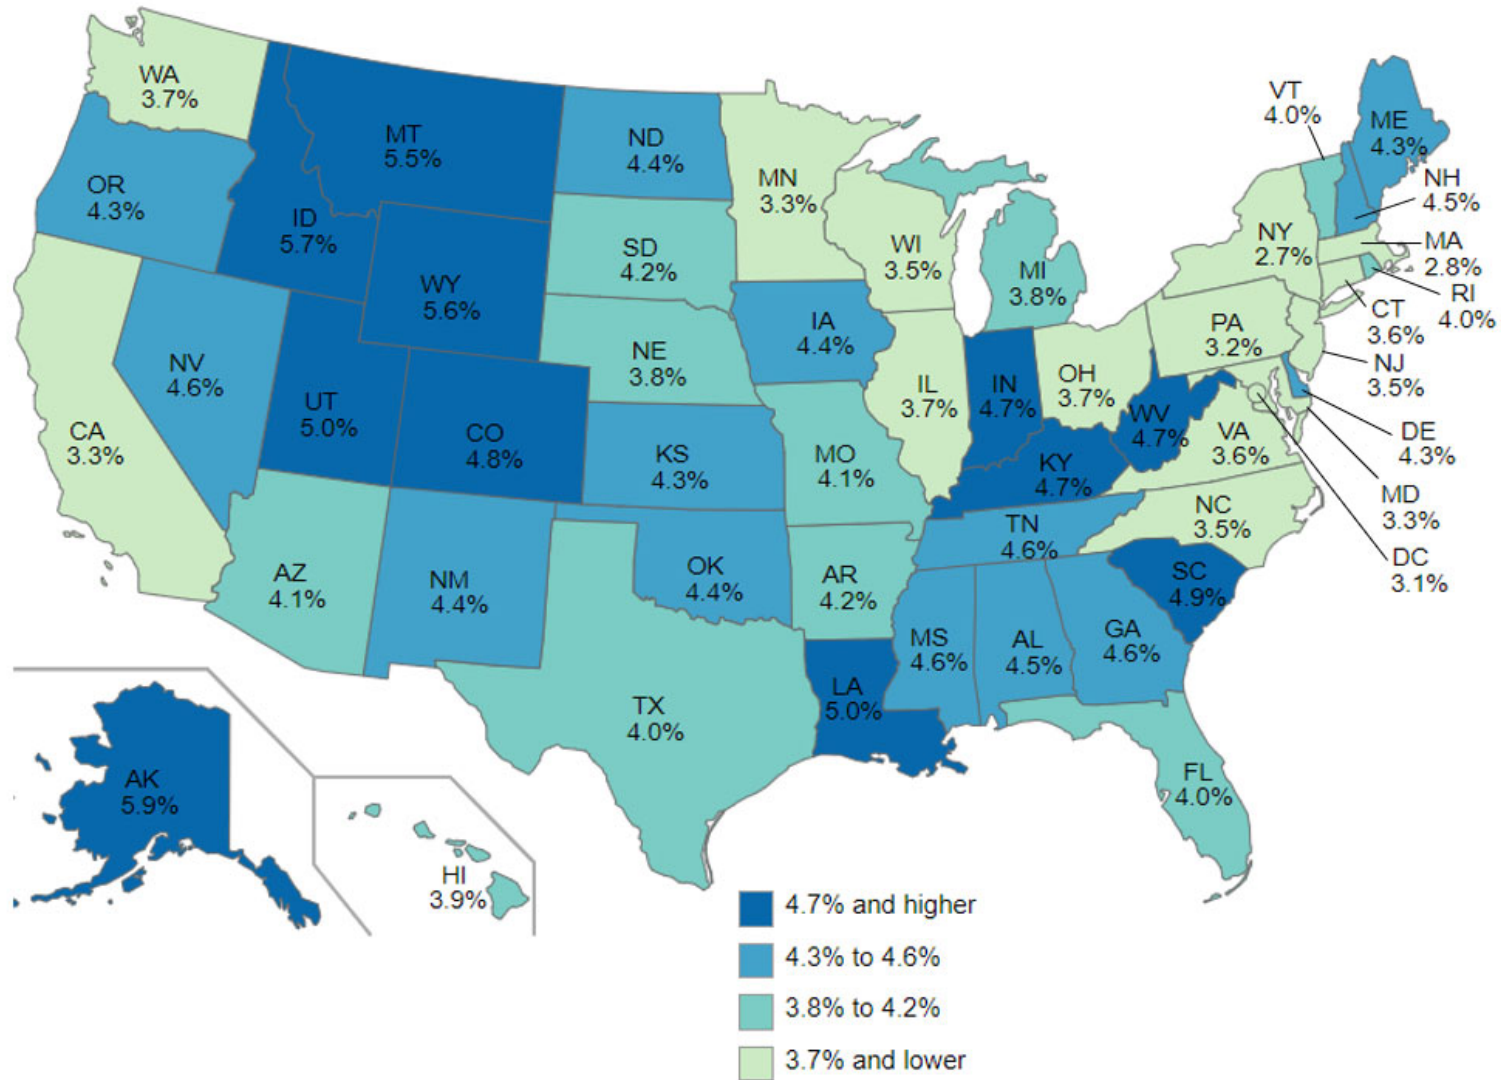 WA
3.7%
MT
5.5%
ND
4.4%
MN
3.3%
VT
4.0%
ME
4.3%
OR
4.3%
ID
5.7%
WY
5.6%
SD
4.2%
WI
3.5%
MI
3.8%
NY
2.7%
NH
4.5%
MA
2.8%
RI
4.0%
CT
3.6%
NJ
3.5%
NV
4.6%
UT
5.0%
CO
4.8%
NE
3.8%
IA
4.4%
IL
3.7%
IN
4.7%
OH
3.7%
PA
3.2%
CA
3.3%
KS
4.3%
MO
4.1%
KY
4.7%
WV
4.7%
VA
3.6%
DE
4.3%
MD
3.3%
DC
3.1%
AZ
4.1%
NM
4.4%
OK
4.4%
AR
4.2%
TN
4.6%
NC
3.5%
SC
4.9%
TX
4.0%
LA
5.0%
MS
4.6%
AL
4.5%
GA
4.6%
FL
4.0%
AK
5.9%
HI
3.9%
4.7% and higher
4.3% to 4.6%
3.8% to 4.2%
3.7% and lower